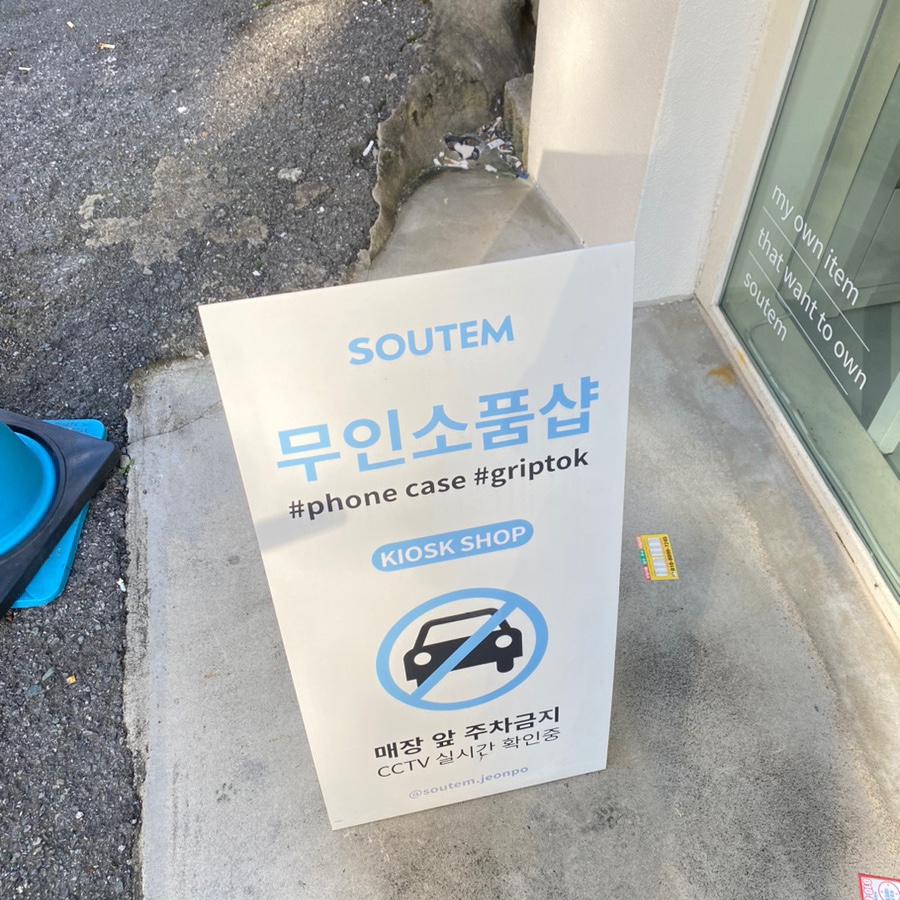 SOUTEM
무인소품샵
#phone case #griptok
KIOSK SHOP
매장 앞 주차금지
CCTV 실시간 확인중
@soutem.jeonpo
my own item
that want to own
soutem